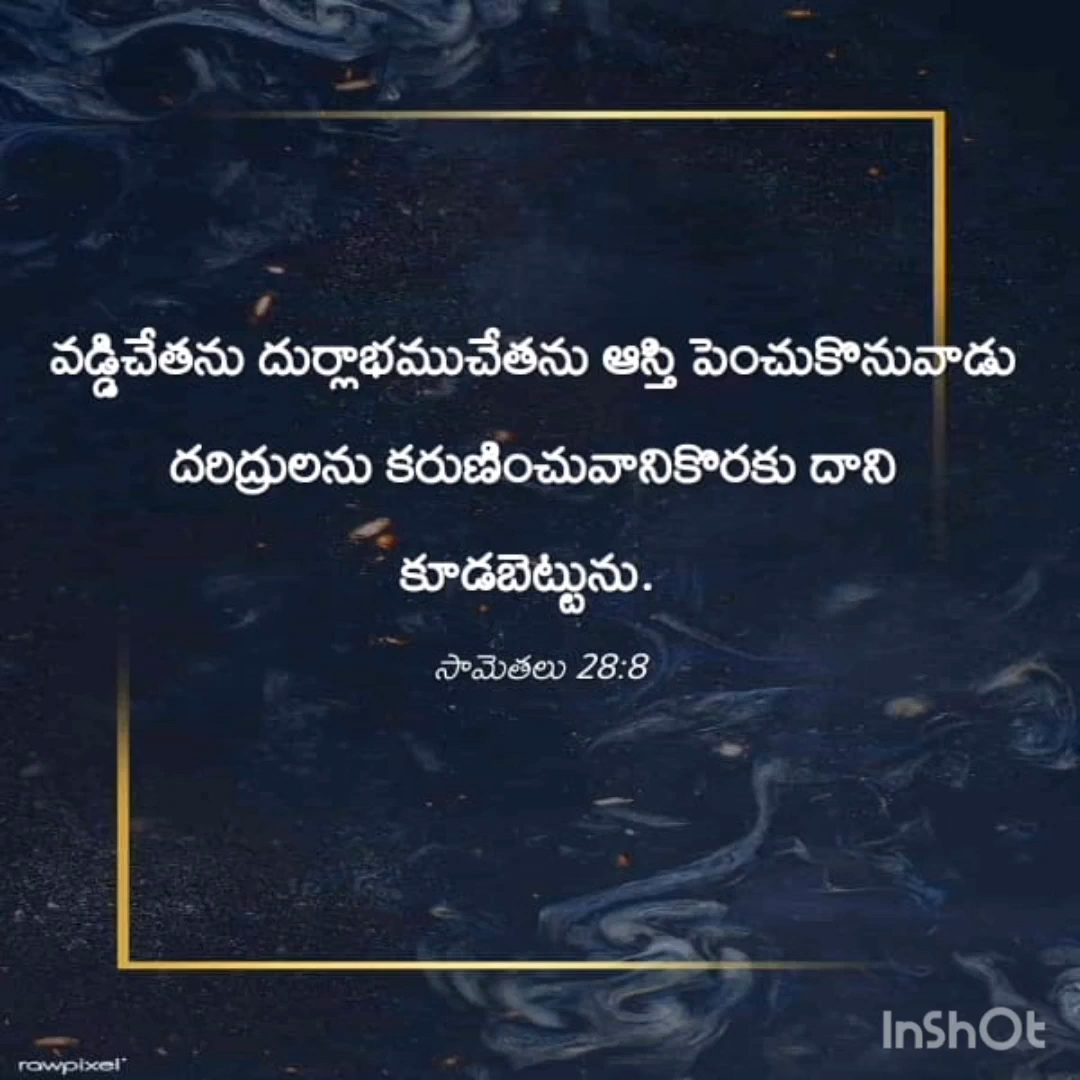 వడ్డిచేతను దుర్లాభముచేతను ఆస్తి పెంచుకొనువాడు
దరిద్రులను కరుణించువానికొరకు దాని
కూడబెట్టును.
సామెతలు 28:8
InShOt
rawpixel